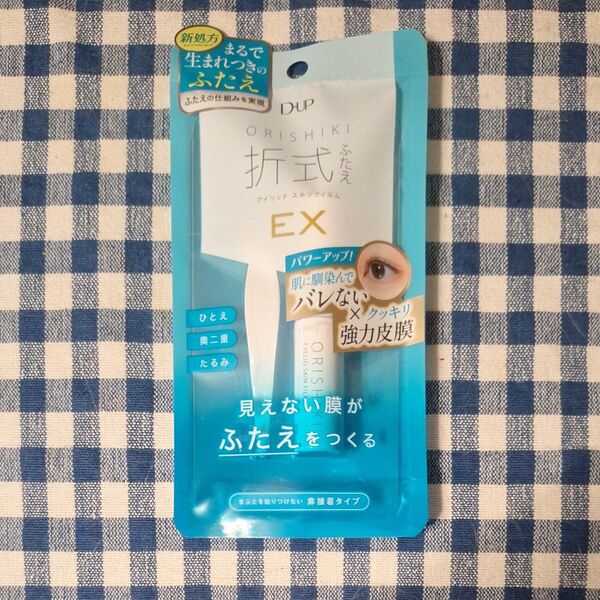 新処方
まるで
生まれつきの
ふたえ
ふたえの仕組みを実現
D-UP
ORISHIKI
折式
ふたえ
アイリッド スキンフィルム
EX
パワーアップ!
肌に馴染んで
バレない
×クッキリ
強力皮膜
ひとえ
奥二重
たるみ
ORISHI
EYELID SKIN FI
見えない膜が
ふたえをつくる
まぶたを貼りつけない 非接着タイプ